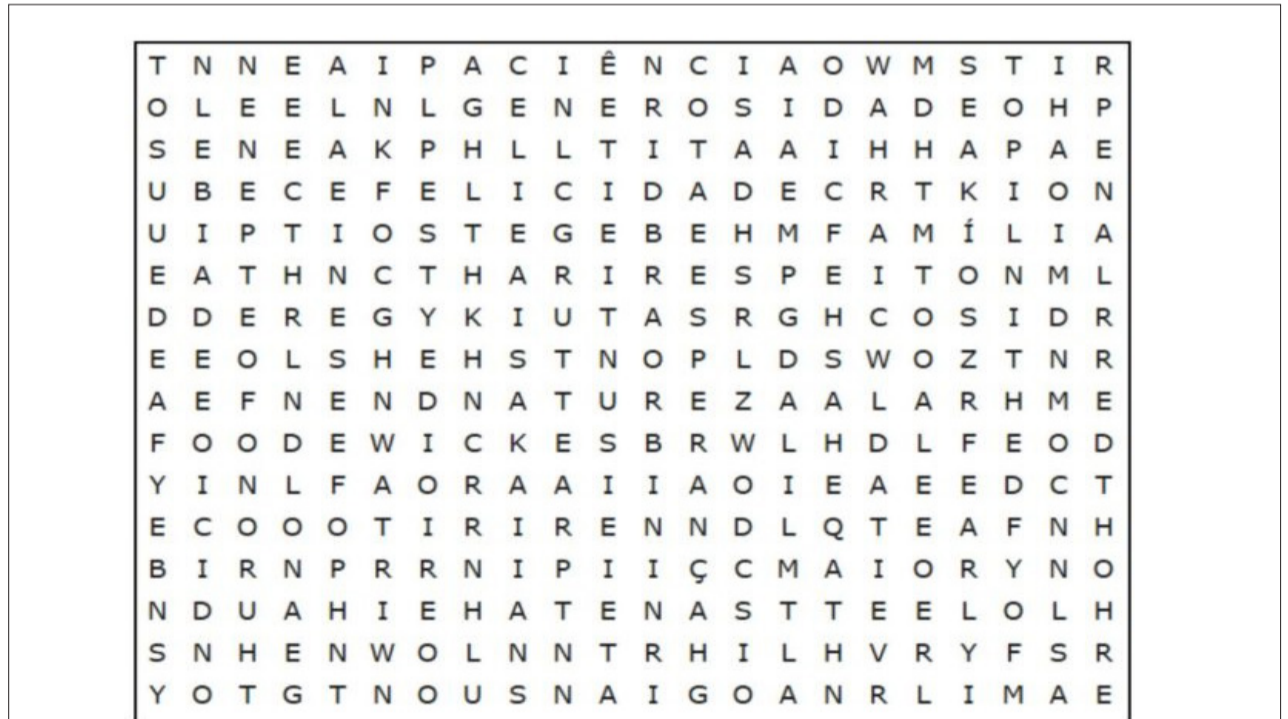 T N N E A I P A C I Ê N C I A O W M S T I R
O L E E L N L G E N E R O S I D A D E O H P
S E N E A K P H L L T I T A A I H H A P A E
U B E C E F E L I C I D A D E C R T K I O N
U I P T I O S T E G E B E H M F A M Í L I A
E A T H N C T H A R I R E S P E I T O N M L
D D E R E G Y K I U T A S R G H C O S I D R
E E O L S H E H S T N O P L D S W O Z T N R
A E F N E N D N A T U R E Z A A L A R H M E
F O O D E W I C K E S B R W L H D L F E O D
Y I N L F A O R A A I I A O I E A E E D C T
E C O O O T I R I R E N N D L Q T E A F N H
B I R N P R R N I P I I Ç C M A I O R Y N O
N D U A H I E H A T E N A S T T E E L O L H
S N H E N W O L N N T R H I L H V R Y F S R
Y O T G T N O U S N A I G O A N R L I M A E